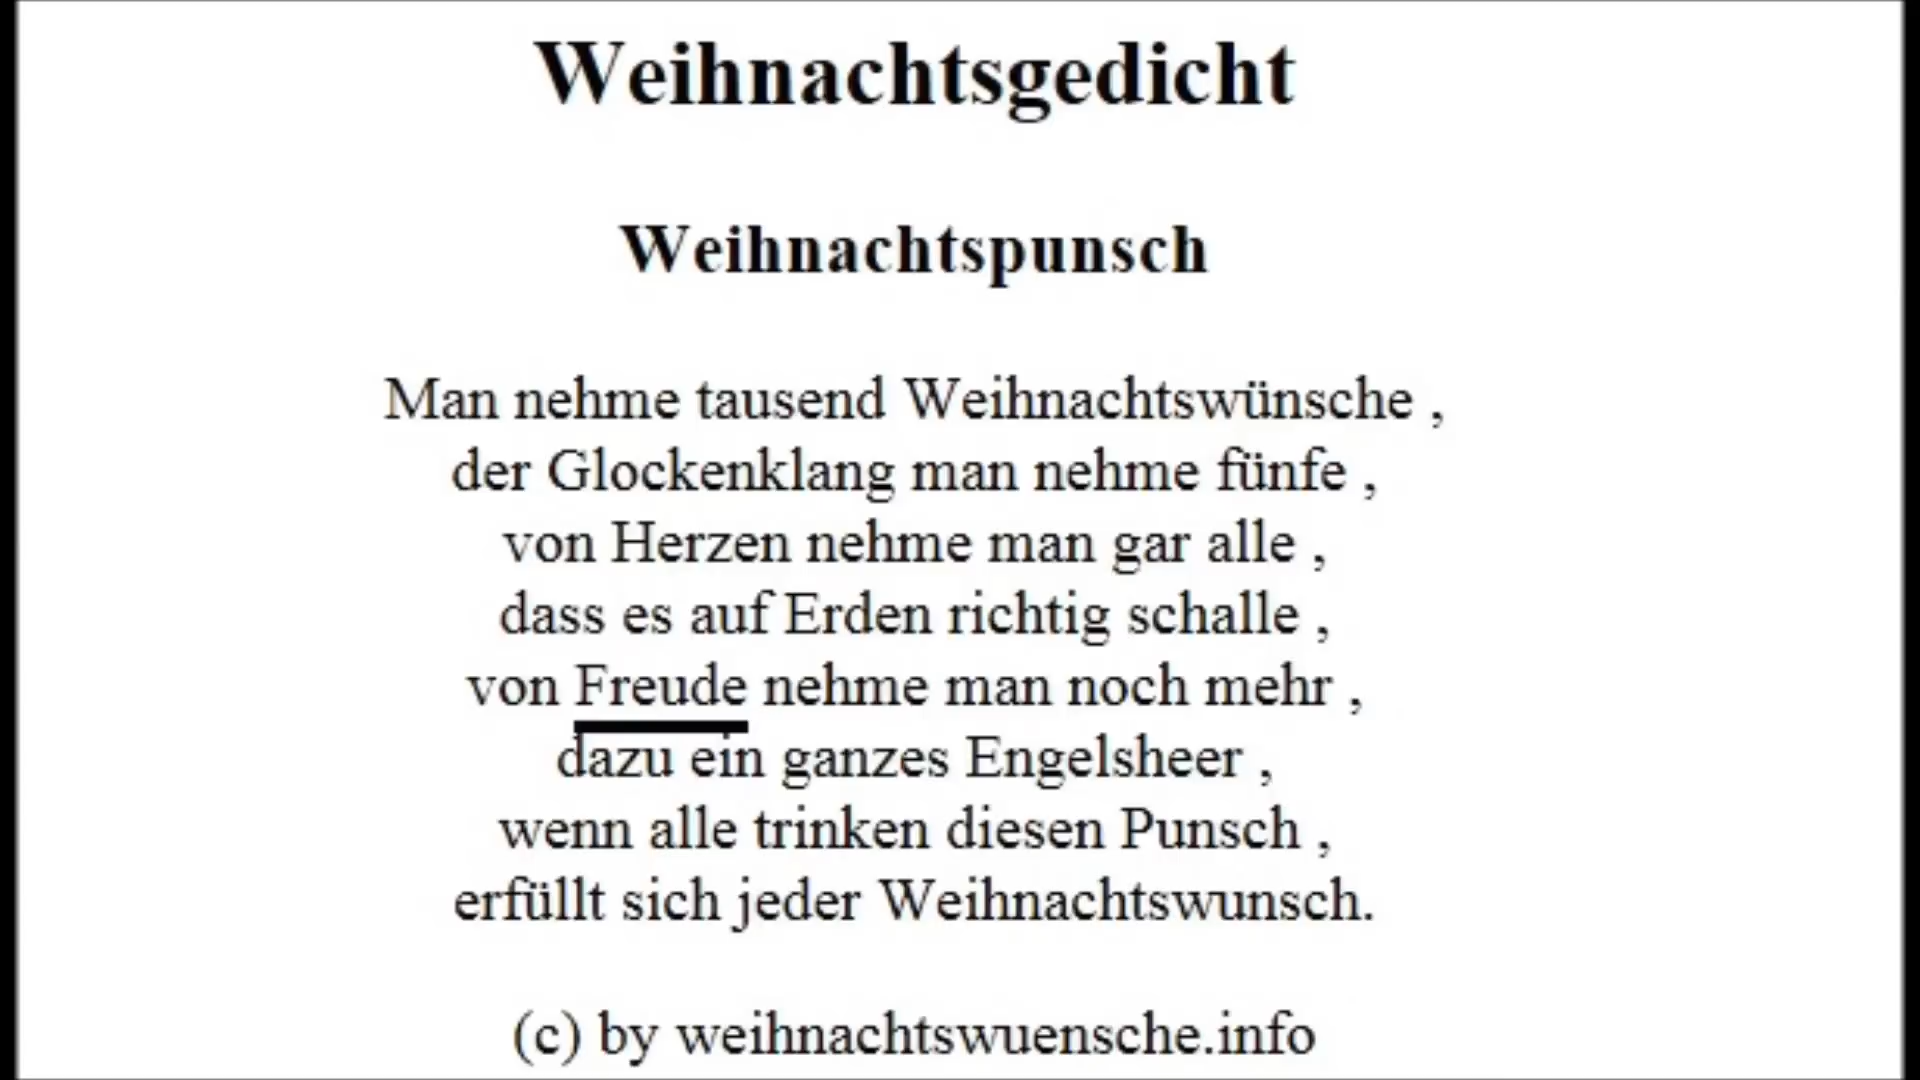 Weihnachtsgedicht
Weihnachtspunsch
Man nehme tausend Weihnachtswünsche ,
der Glockenklang man nehme fünfe ,
von Herzen nehme man gar alle ,
dass es auf Erden richtig schalle ,
von Freude nehme man noch mehr ,
dazu ein ganzes Engelsheer ,
wenn alle trinken diesen Punsch ,
erfüllt sich jeder Weihnachtswunsch.
(c) by weihnachtswuensche.info